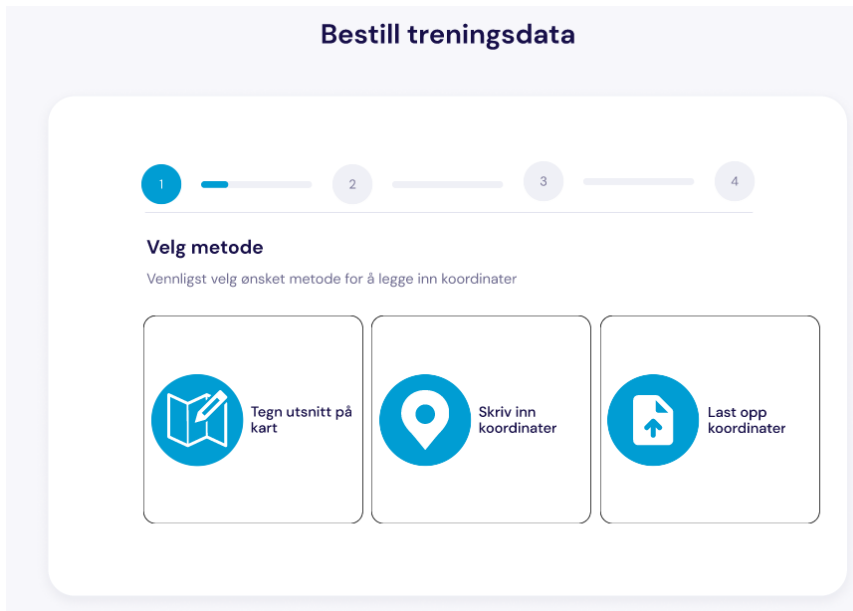 Bestill treningsdata
1
2
3
4
Velg metode
Vennligst velg ønsket metode for å legge inn koordinater
Tegn utsnitt på
kart
Skriv inn
koordinater
Last opp
koordinater